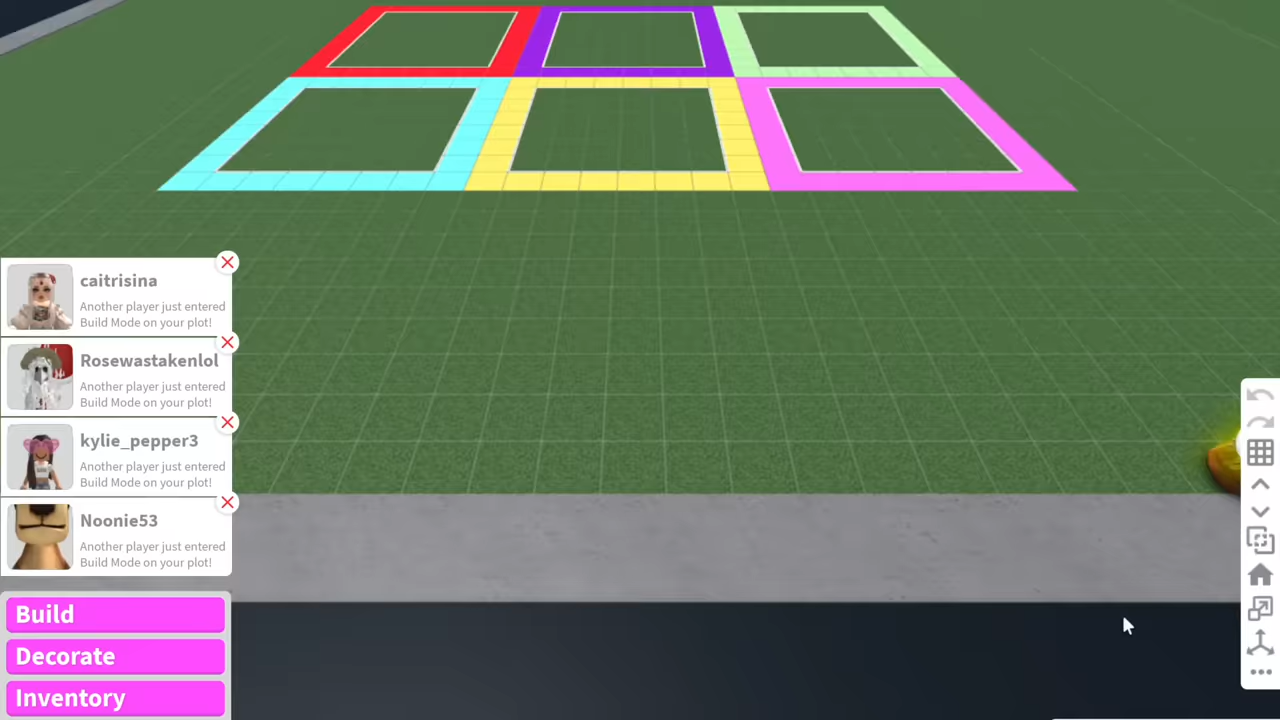 caitrisina
Another player just entered
Build Mode on your plot!
Rosewastakenlol
Another player just entered
Build Mode on your plot!
kylie_pepper3
Another player just entered
Build Mode on your plot!
Noonie53
Another player just entered
Build Mode on your plot!
Build
Decorate
Inventory